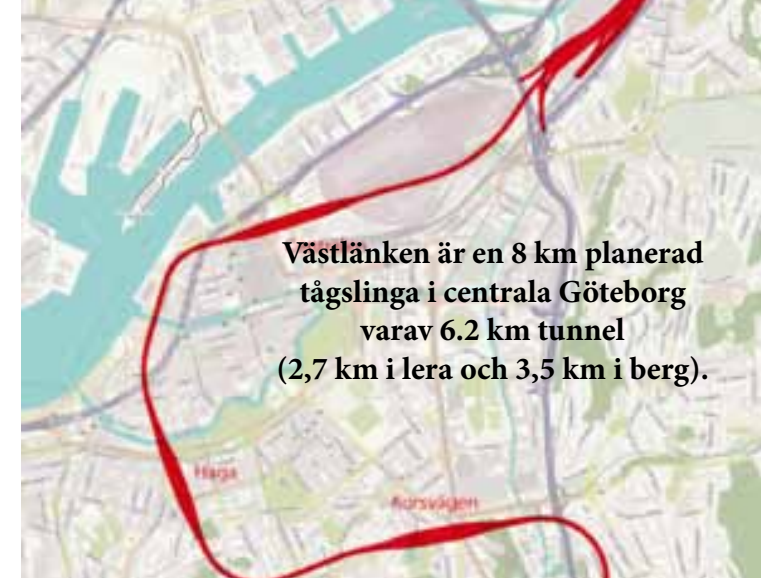 Västlänken är en 8 km planerad
tågslinga i centrala Göteborg
varav 6.2 km tunnel
(2,7 km i lera och 3,5 km i berg).
Haga
Korsvägen